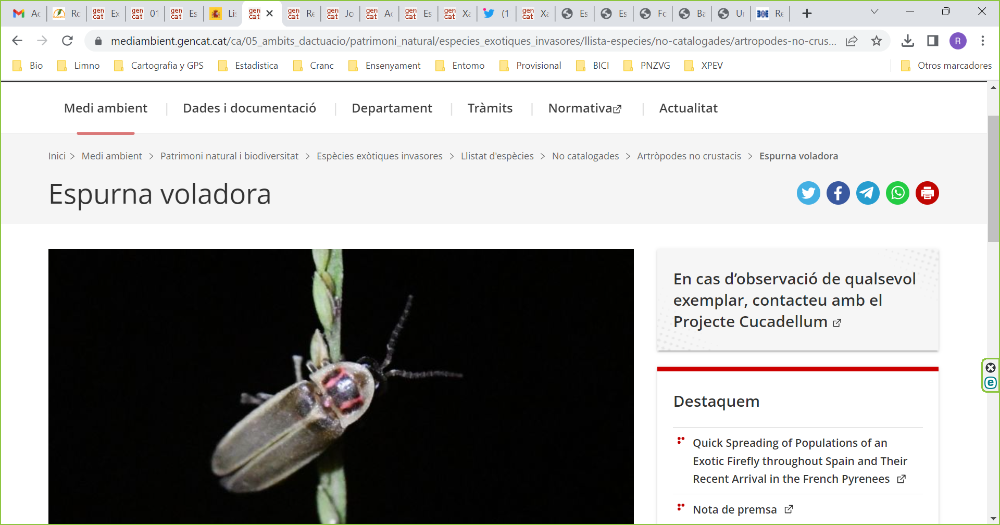 Ac
Ro
Ex
01
Es
Lis
Re
Jo
Ac
Es
Xa
(1
Xa
Es
Es
Fo
Ba
Re
mediambient.gencat.cat/ca/05_ambits_dactuacio/patrimoni_natural/especies_exotiques_invasores/llista-especies/no-catalogades/artropodes-no-crus...
R
Bio
Limno
Cartografia y GPS
Estadistica
Cranc
Ensenyament
Entomo
Provisional
BICI
PNZVG
XPEV
Otros marcadores
Medi ambient
Dades i documentació
Departament
Tràmits
Normativa
Actualitat
Inici > Medi ambient > Patrimoni natural i biodiversitat > Espècies exòtiques invasores > Llistat d'espècies > No catalogades > Artròpodes no crustacis > Espurna voladora
Espurna voladora
En cas d’observació de qualsevol
exemplar, contacteu amb el
Projecte Cucadellum
Destaquem
Quick Spreading of Populations of an
Exotic Firefly throughout Spain and Their
Recent Arrival in the French Pyrenees
Nota de premsa